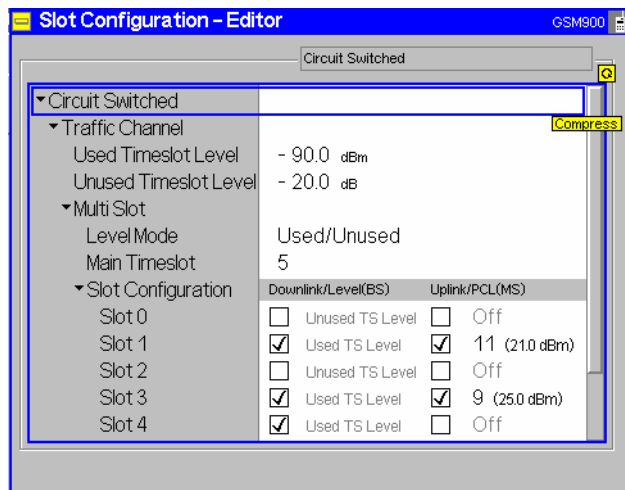 Slot Configuration – Editor GSM900
Circuit Switched
Circuit Switched
Compress
Traffic Channel
Used Timeslot Level - 90.0 dBm
Unused Timeslot Level - 20.0 dB
Multi Slot
Level Mode Used/Unused
Main Timeslot 5
Slot Configuration Downlink/Level(BS) Uplink/PCL(MS)
Slot 0 Unused TS Level Off
Slot 1 Used TS Level 11 (21.0 dBm)
Slot 2 Unused TS Level Off
Slot 3 Used TS Level 9 (25.0 dBm)
Slot 4 Used TS Level Off